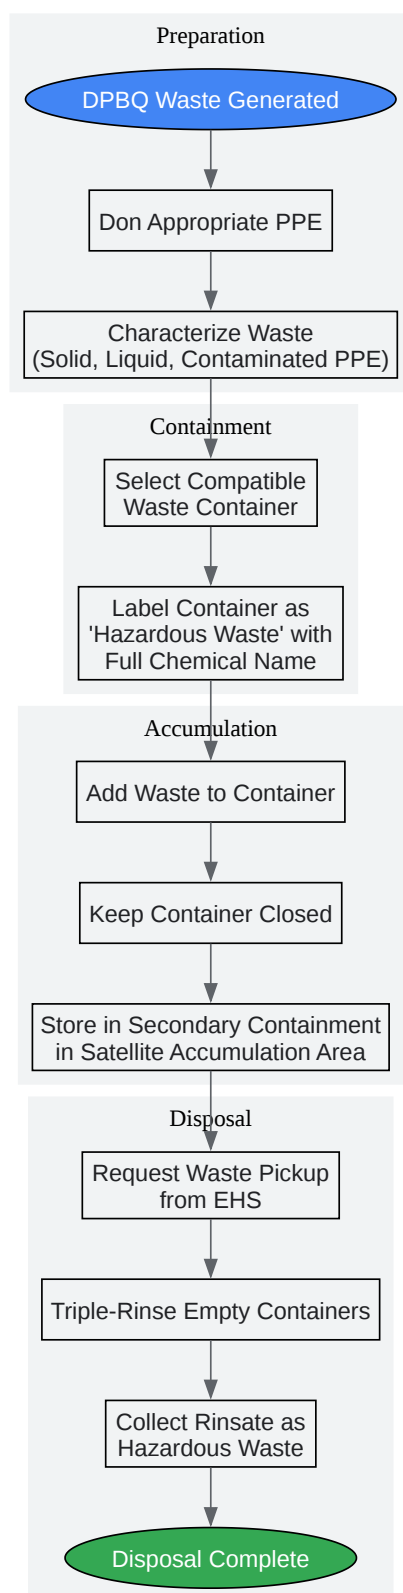 Preparation
DPBQ Waste Generated
Don Appropriate PPE
Characterize Waste
(Solid, Liquid, Contaminated PPE)
Containment
Select Compatible
Waste Container
Label Container as
'Hazardous Waste' with
Full Chemical Name
Accumulation
Add Waste to Container
Keep Container Closed
Store in Secondary Containment
in Satellite Accumulation Area
Disposal
Request Waste Pickup
from EHS
Triple-Rinse Empty Containers
Collect Rinsate as
Hazardous Waste
Disposal Complete